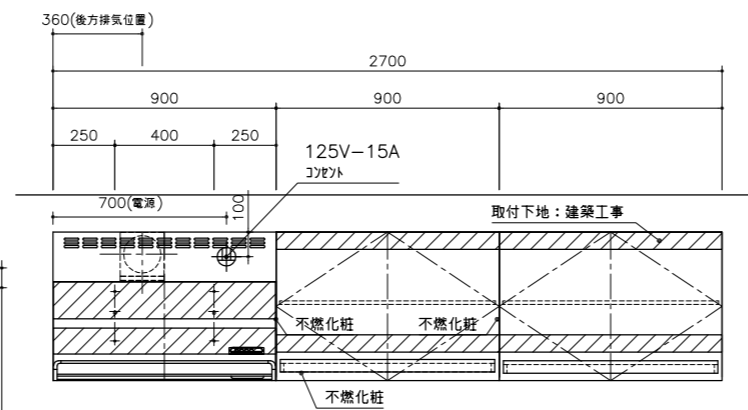 360(後方排気位置)
2700
900 900 900
250 400 250
125V-15A
コンセント
700(電源)
100
取付下地：建築工事
不燃化粧 不燃化粧
不燃化粧